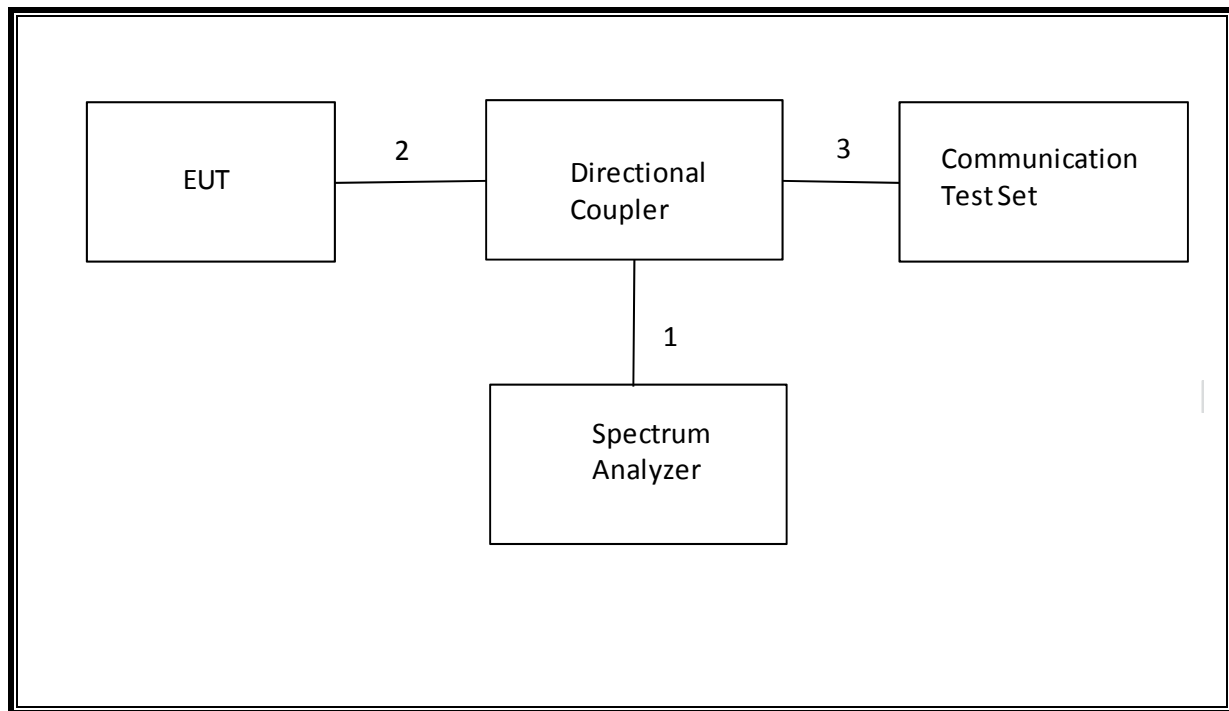 EUT
2
Directional
Coupler
3
Communication
Test Set
1
Spectrum
Analyzer